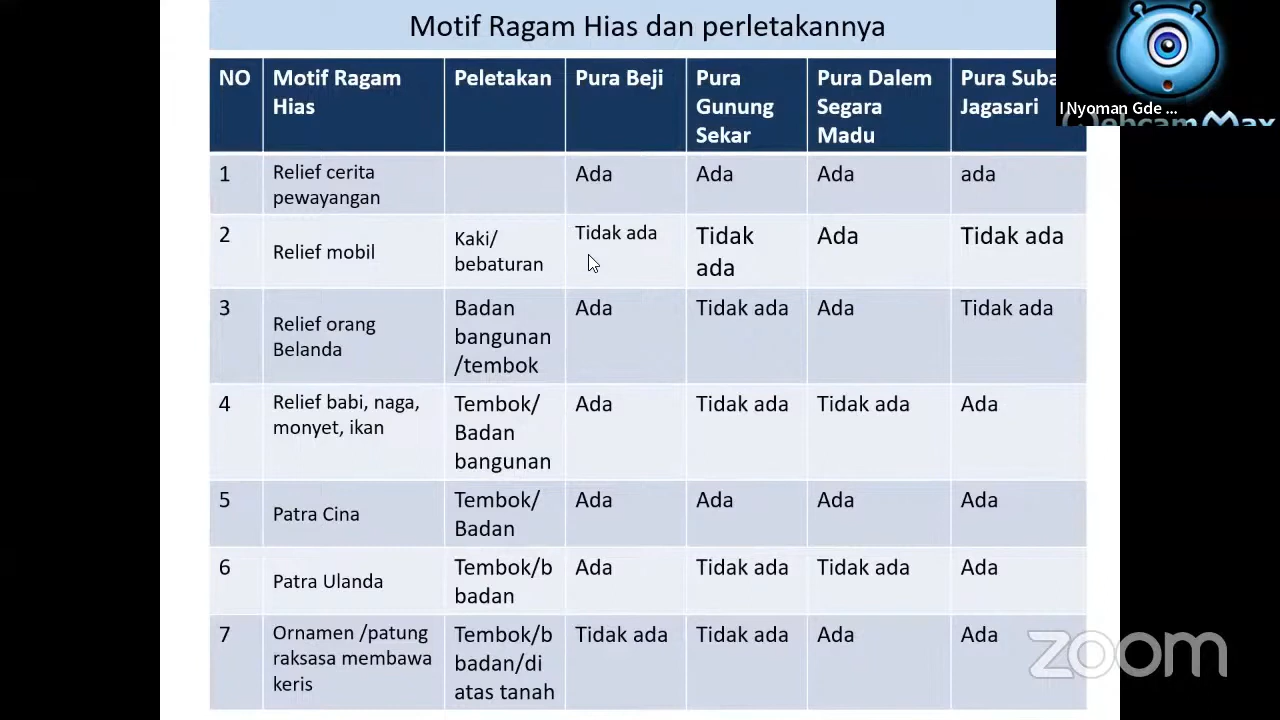 Motif Ragam Hias dan perletakannya
I Nyoman Gde ...
NO
Motif Ragam
Hias
Peletakan
Pura Beji
Pura
Gunung
Sekar
Pura Dalem
Segara
Madu
Pura
Jagasari
1
Relief cerita
pewayangan
Ada
Ada
Ada
ada
2
Relief mobil
Kaki/
bebaturan
Tidak ada
Tidak
ada
Ada
Tidak ada
3
Relief orang
Belanda
Badan
bangunan
/tembok
Ada
Tidak ada
Ada
Tidak ada
4
Relief babi, naga,
monyet, ikan
Tembok/
Badan
bangunan
Ada
Tidak ada
Tidak ada
Ada
5
Patra Cina
Tembok/
Badan
Ada
Ada
Ada
Ada
6
Patra Ulanda
Tembok/b
badan
Ada
Tidak ada
Tidak ada
Ada
7
Ornamen /patung
raksasa membawa
keris
Tembok/b
badan/di
atas tanah
Tidak ada
Tidak ada
Ada
Ada
zoom